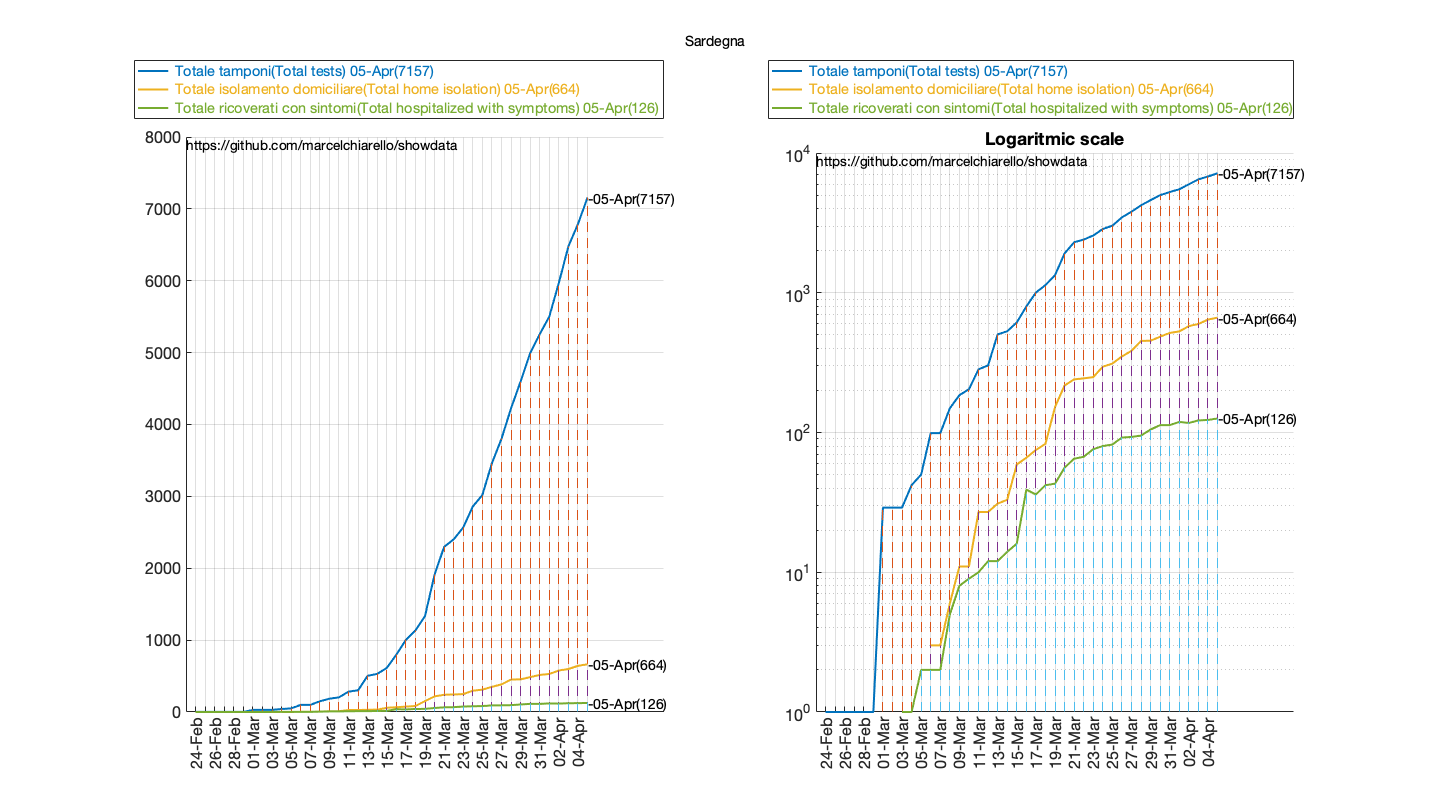 Sardegna
Totale tamponi(Total tests) 05-Apr(7157)
Totale isolamento domiciliare(Total home isolation) 05-Apr(664)
Totale ricoverati con sintomi(Total hospitalized with symptoms) 05-Apr(126)
https://github.com/marcelchiarello/showdata
8000
7000
6000
5000
4000
3000
2000
1000
0
-05-Apr(7157)
-05-Apr(664)
-05-Apr(126)
24-Feb
26-Feb
28-Feb
01-Mar
03-Mar
05-Mar
07-Mar
09-Mar
11-Mar
13-Mar
15-Mar
17-Mar
19-Mar
21-Mar
23-Mar
25-Mar
27-Mar
29-Mar
31-Mar
02-Apr
04-Apr
Totale tamponi(Total tests) 05-Apr(7157)
Totale isolamento domiciliare(Total home isolation) 05-Apr(664)
Totale ricoverati con sintomi(Total hospitalized with symptoms) 05-Apr(126)
Logaritmic scale
https://github.com/marcelchiarello/showdata
10^4
10^3
10^2
10^1
10^0
-05-Apr(7157)
-05-Apr(664)
-05-Apr(126)
24-Feb
26-Feb
28-Feb
01-Mar
03-Mar
05-Mar
07-Mar
09-Mar
11-Mar
13-Mar
15-Mar
17-Mar
19-Mar
21-Mar
23-Mar
25-Mar
27-Mar
29-Mar
31-Mar
02-Apr
04-Apr